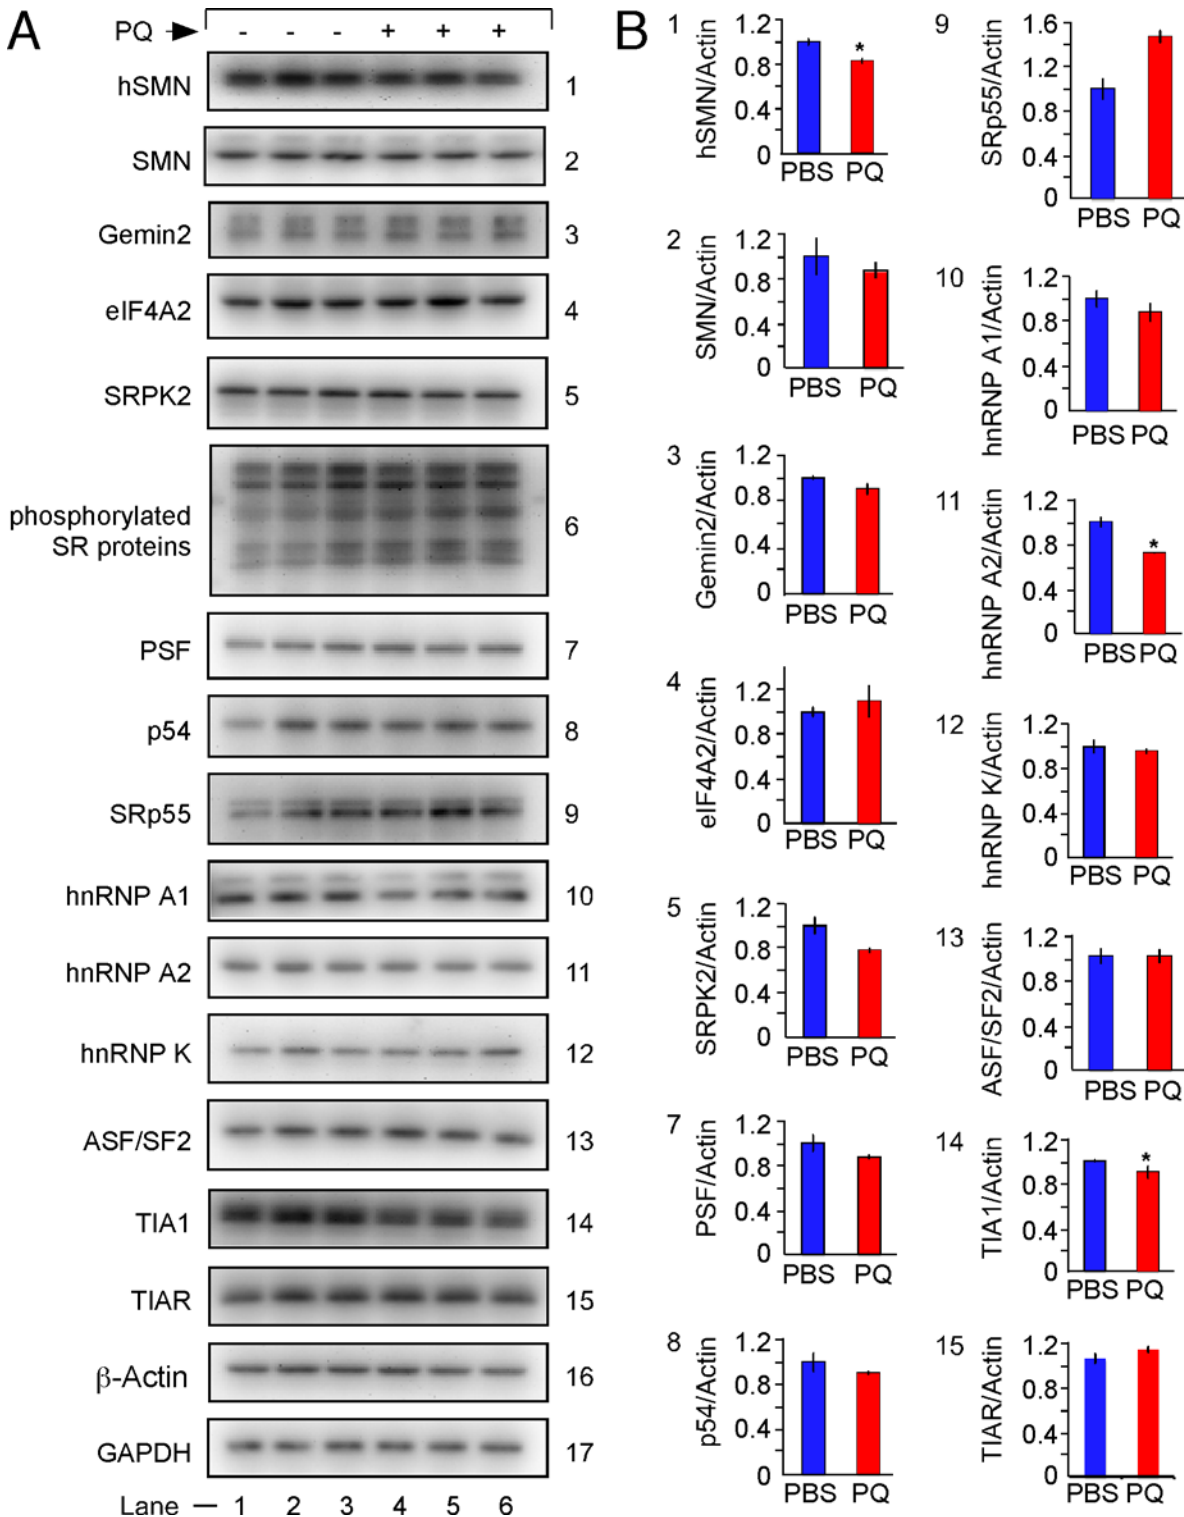 A
PQ - - - + + +
hSMN 1
SMN 2
Gemin2 3
eIF4A2 4
SRPK2 5
phosphorylated
SR proteins 6
PSF 7
p54 8
SRp55 9
hnRNP A1 10
hnRNP A2 11
hnRNP K 12
ASF/SF2 13
TIA1 14
TIAR 15
β-Actin 16
GAPDH 17
Lane — 1 2 3 4 5 6
B
1
hSMN/Actin
1.2
0.8
0.4
0
*
PBS PQ
2
SMN/Actin
1.2
0.8
0.4
0
PBS PQ
3
Gemin2/Actin
1.2
0.8
0.4
0
PBS PQ
4
eIF4A2/Actin
1.2
0.8
0.4
0
PBS PQ
5
SRPK2/Actin
1.2
0.8
0.4
0
PBS PQ
7
PSF/Actin
1.2
0.8
0.4
0
PBS PQ
8
p54/Actin
1.2
0.8
0.4
0
PBS PQ
9
SRp55/Actin
1.6
1.2
0.8
0.4
0
PBS PQ
10
hnRNP A1/Actin
1.2
0.8
0.4
0
PBS PQ
11
hnRNP A2/Actin
1.2
0.8
0.4
0
*
PBS PQ
12
hnRNP K/Actin
1.2
0.8
0.4
0
PBS PQ
13
ASF/SF2/Actin
1.2
0.8
0.4
0
PBS PQ
14
TIA1/Actin
1.2
0.8
0.4
0
*
PBS PQ
15
TIAR/Actin
1.2
0.8
0.4
0
PBS PQ